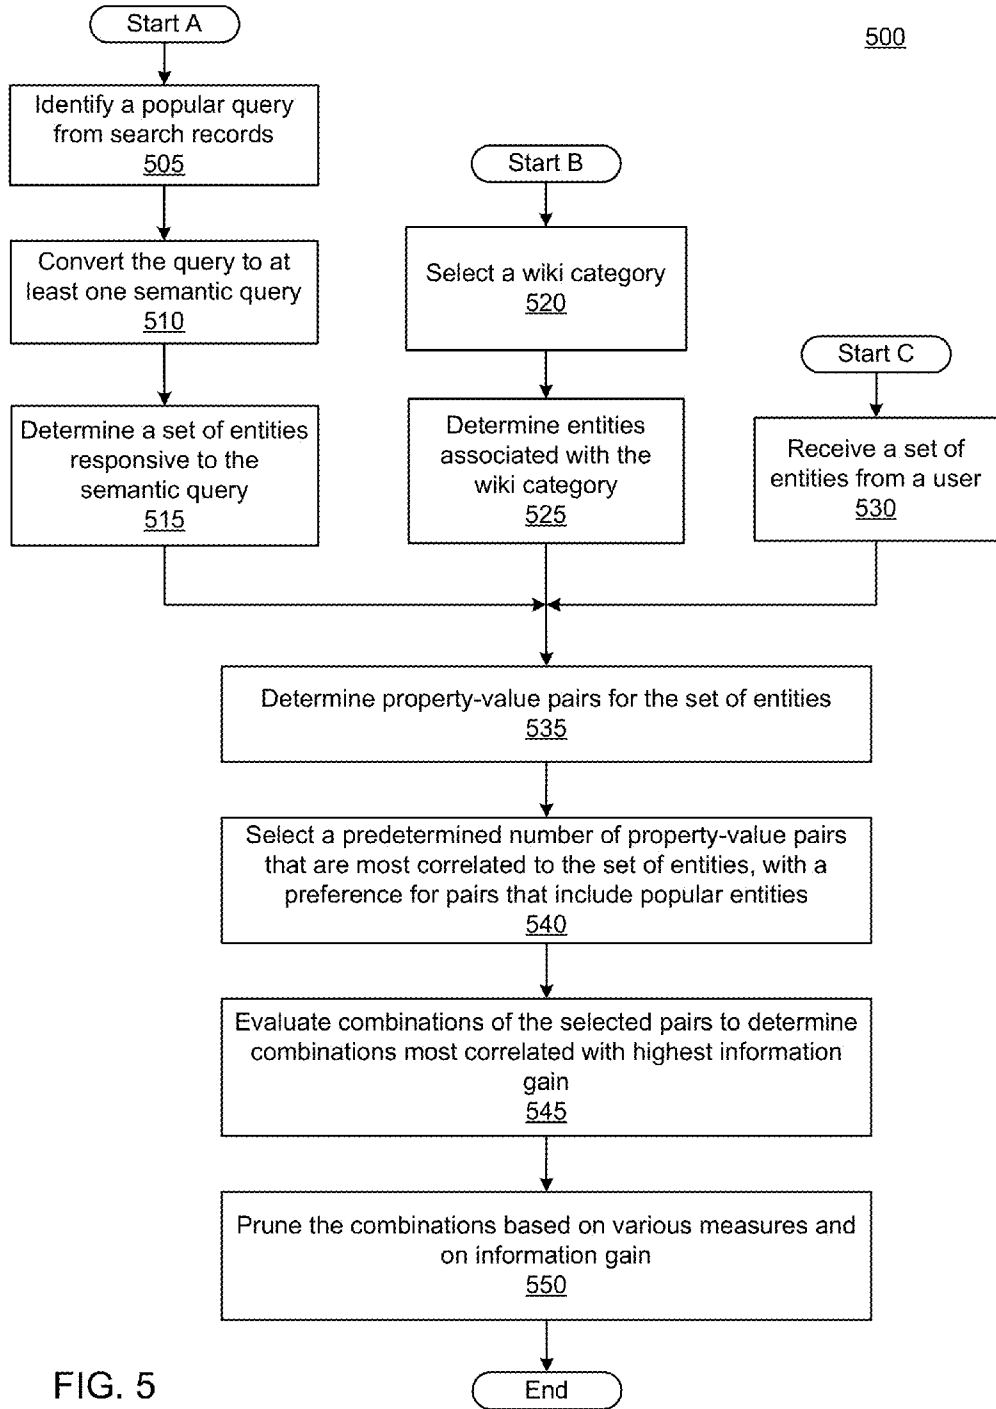 Start A
500
Identify a popular query
from search records
505
Start B
Convert the query to at
least one semantic query
510
Select a wiki category
520
Start C
Determine a set of entities
responsive to the
semantic query
515
Determine entities
associated with the
wiki category
525
Receive a set of
entities from a user
530
Determine property-value pairs for the set of entities
535
Select a predetermined number of property-value pairs
that are most correlated to the set of entities, with a
preference for pairs that include popular entities
540
Evaluate combinations of the selected pairs to determine
combinations most correlated with highest information
gain
545
Prune the combinations based on various measures and
on information gain
550
FIG. 5
End